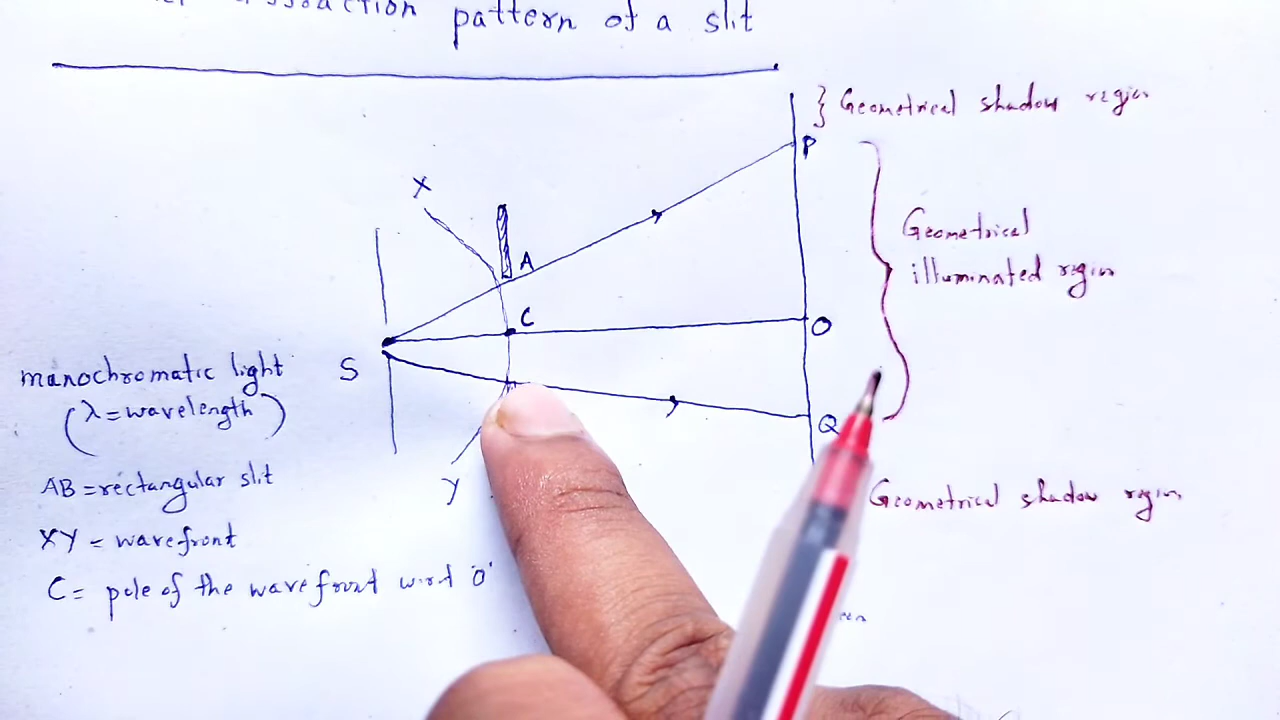 pattern of a slit
} Geometrical shadow region
P
X
Geometrical
illuminated region
A
C
O
manochromatic light S
(λ=wavelength)
Q
AB =rectangular slit
Y
Geometrical shadow region
XY = wavefront
C = pole of the wavefront w.r.t 'O'